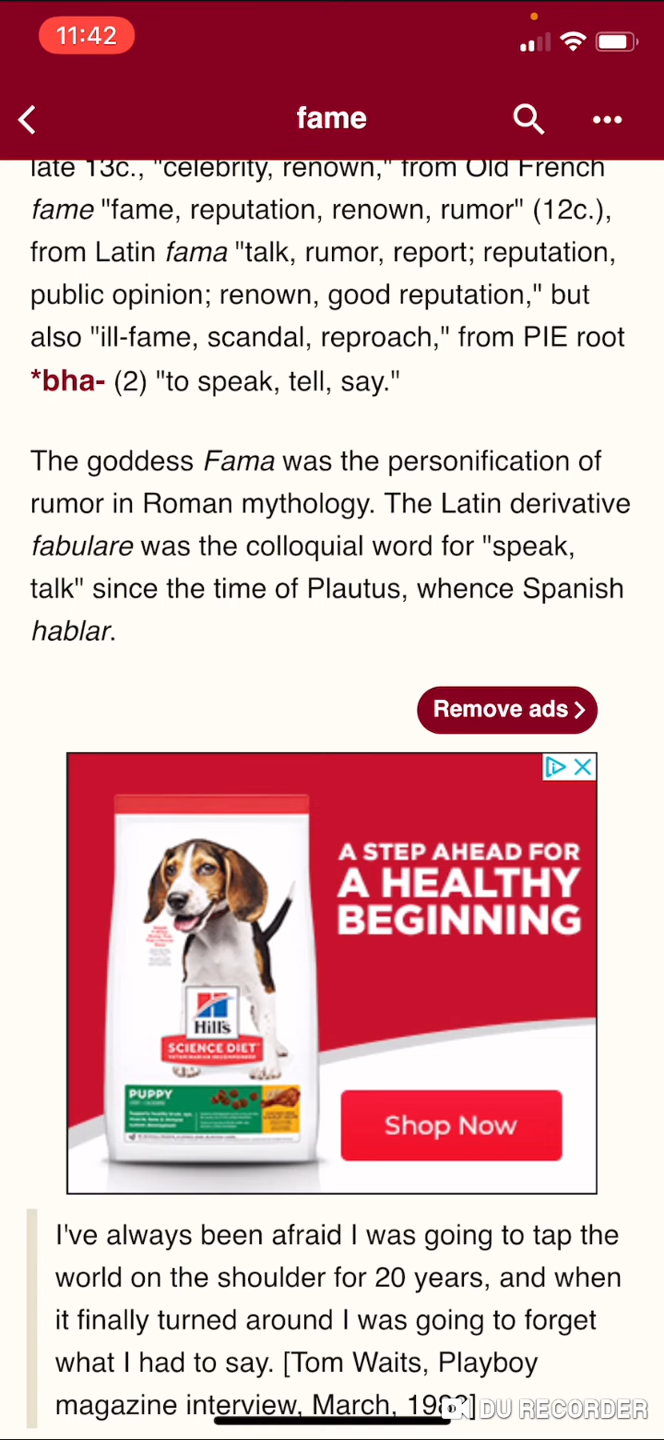 11:42
fame
late 13c., "celebrity, renown," from Old French
fame "fame, reputation, renown, rumor" (12c.),
from Latin fama "talk, rumor, report; reputation,
public opinion; renown, good reputation," but
also "ill-fame, scandal, reproach," from PIE root
*bha- (2) "to speak, tell, say."
The goddess Fama was the personification of
rumor in Roman mythology. The Latin derivative
fabulare was the colloquial word for "speak,
talk" since the time of Plautus, whence Spanish
hablar.
Remove ads
A STEP AHEAD FOR
A HEALTHY
BEGINNING
Hill's
SCIENCE DIET
VETERINARIAN RECOMMENDED
PUPPY
Shop Now
I've always been afraid I was going to tap the
world on the shoulder for 20 years, and when
it finally turned around I was going to forget
what I had to say. [Tom Waits, Playboy
magazine interview, March,
DU RECORDER